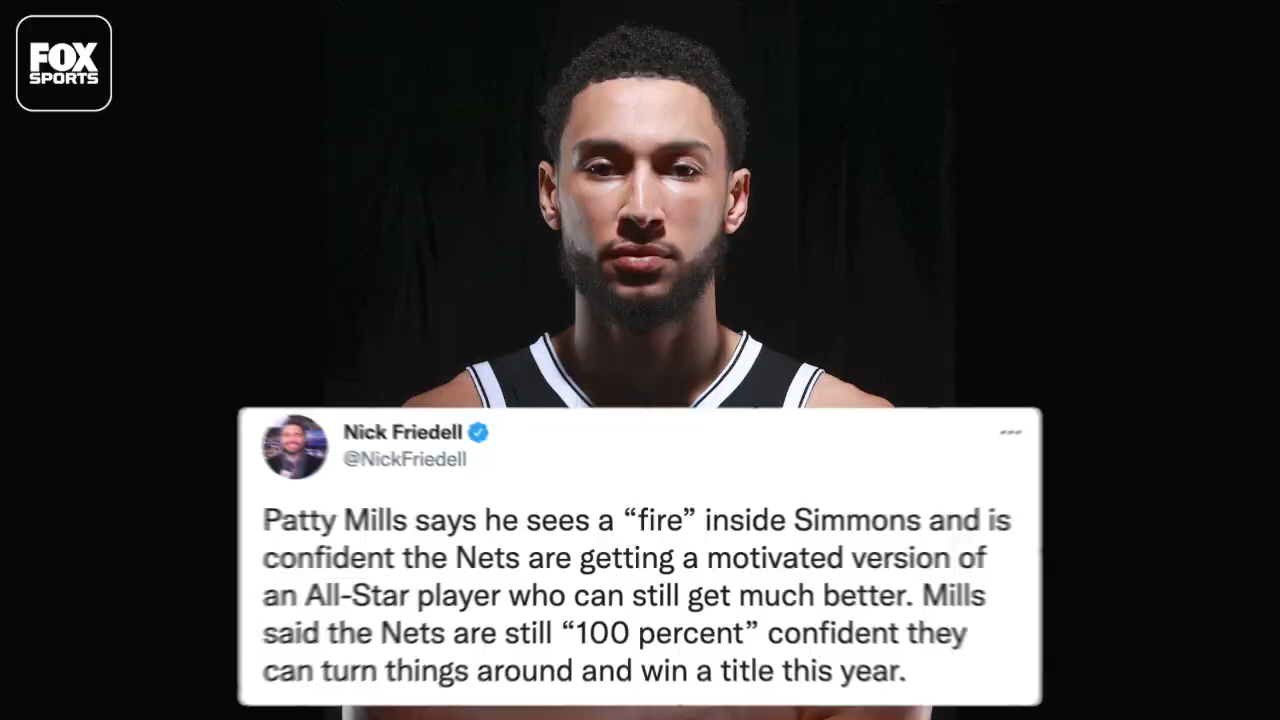 FOX
SPORTS
Nick Friedell
@NickFriedell
Patty Mills says he sees a “fire” inside Simmons and is
confident the Nets are getting a motivated version of
an All-Star player who can still get much better. Mills
said the Nets are still “100 percent” confident they
can turn things around and win a title this year.